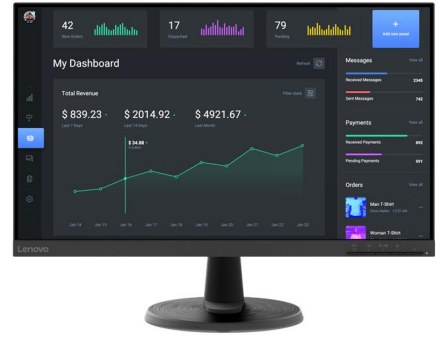 42
New Orders
17
Dispatched
79
Pending
+
Add new panel
My Dashboard
Refresh
Messages
View all
Received Messages
2345
Sent Messages
742
Total Revenue
Filter stats
$ 839.23
Last 7 Days
$ 2014.92
Last 14 Days
$ 4921.67
Last Month
$ 34.88
Payments
View all
Received Payments
892
Pending Payments
551
Orders
View all
Man T-Shirt
Woman T-Shirt
Jan 14
Jan 15
Jan 16
Jan 17
Jan 18
Jan 19
Jan 20
Jan 21
Jan 22
Jan 23
Lenovo